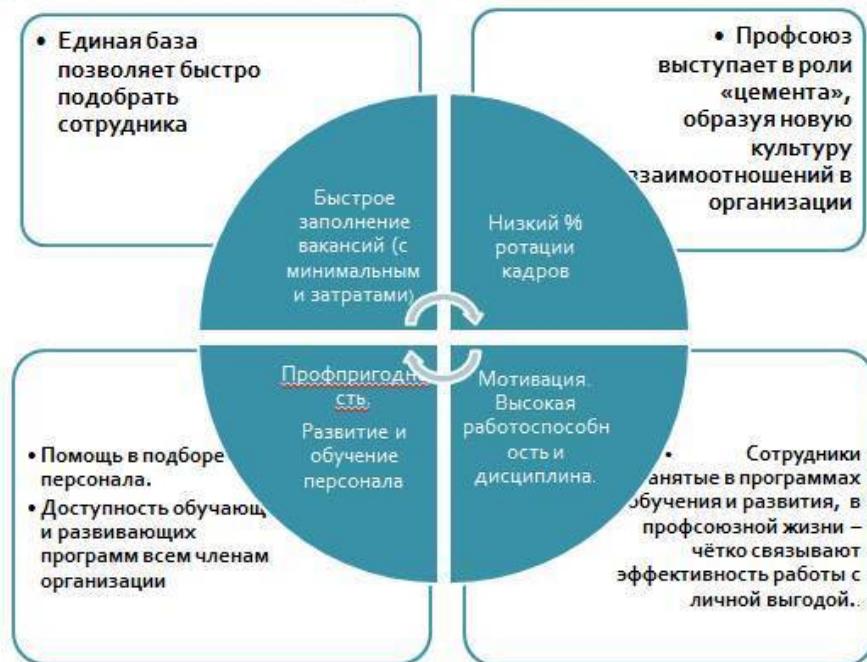 • Единая база
позволяет быстро
подобрать
сотрудника
• Профсоюз
выступает в роли
«цемента»,
образуя новую
культуру
взаимоотношений в
организации
Быстрое
заполнение
вакансий (с
минимальным
и затратами)
Низкий %
ротации
кадров
Профпригодно
сть.
Развитие и
обучение
персонала
Мотивация.
Высокая
работоспособн
ость и
дисциплина.
• Помощь в подборе
персонала.
• Доступность обучающ
и развивающих
программ всем членам
организации
• Сотрудники
занятые в программах
обучения и развития, в
профсоюзной жизни –
чётко связывают
эффективность работы с
личной выгодой..